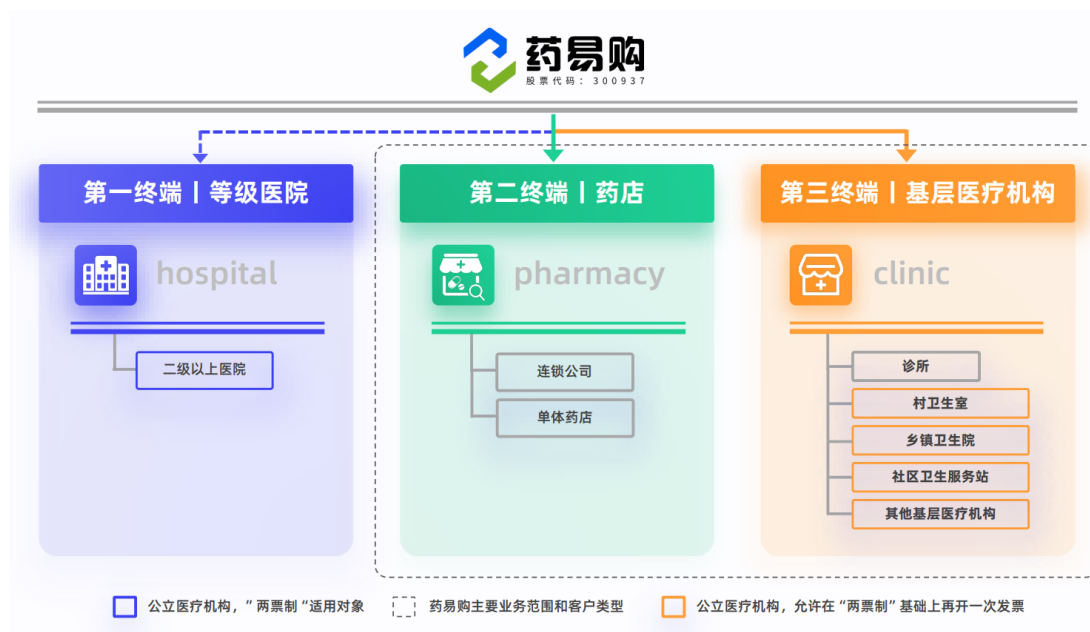 药易购
股票代码：300937
第一终端丨等级医院
第二终端丨药店
第三终端丨基层医疗机构
hospital
pharmacy
clinic
二级以上医院
连锁公司
单体药店
诊所
村卫生室
乡镇卫生院
社区卫生服务站
其他基层医疗机构
公立医疗机构，”两票制“适用对象
药易购主要业务范围和客户类型
公立医疗机构，允许在“两票制”基础上再开一次发票